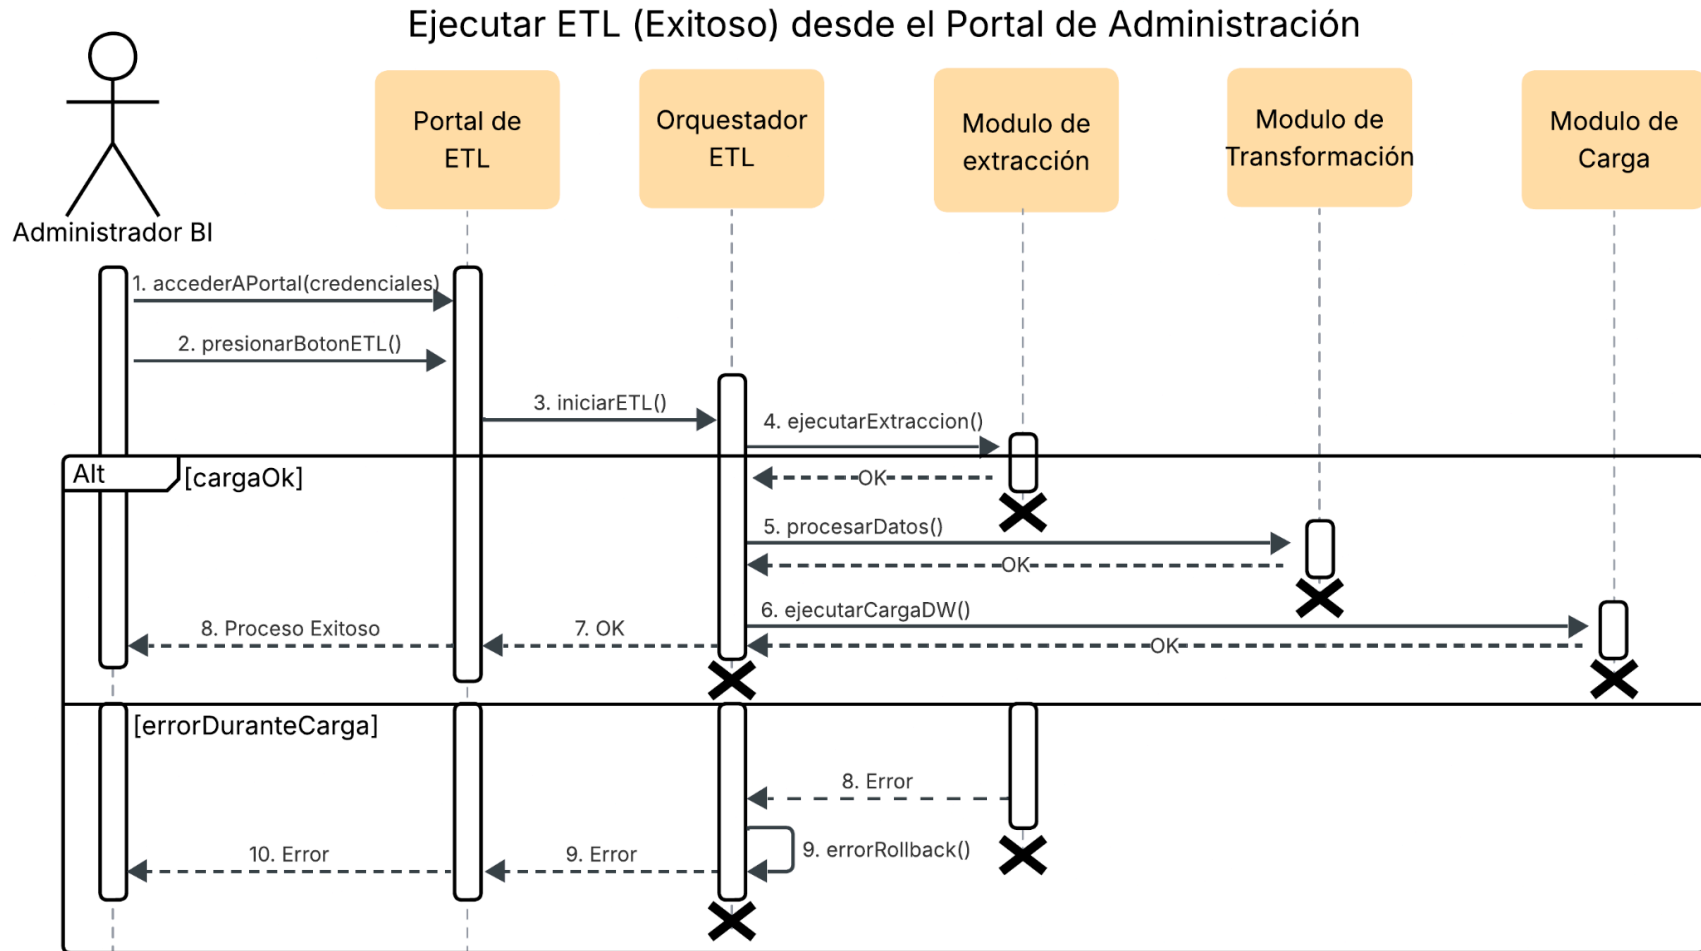 Ejecutar ETL (Exitoso) desde el Portal de Administración
Administrador BI
Portal de
ETL
Orquestador
ETL
Modulo de
extracción
Modulo de
Transformación
Modulo de
Carga
1. accederAPortal(credenciales)
2. presionarBotonETL()
3. iniciarETL()
4. ejecutarExtraccion()
Alt
[cargaOk]
OK
5. procesarDatos()
OK
6. ejecutarCargaDW()
OK
7. OK
8. Proceso Exitoso
[errorDuranteCarga]
8. Error
9. errorRollback()
9. Error
10. Error